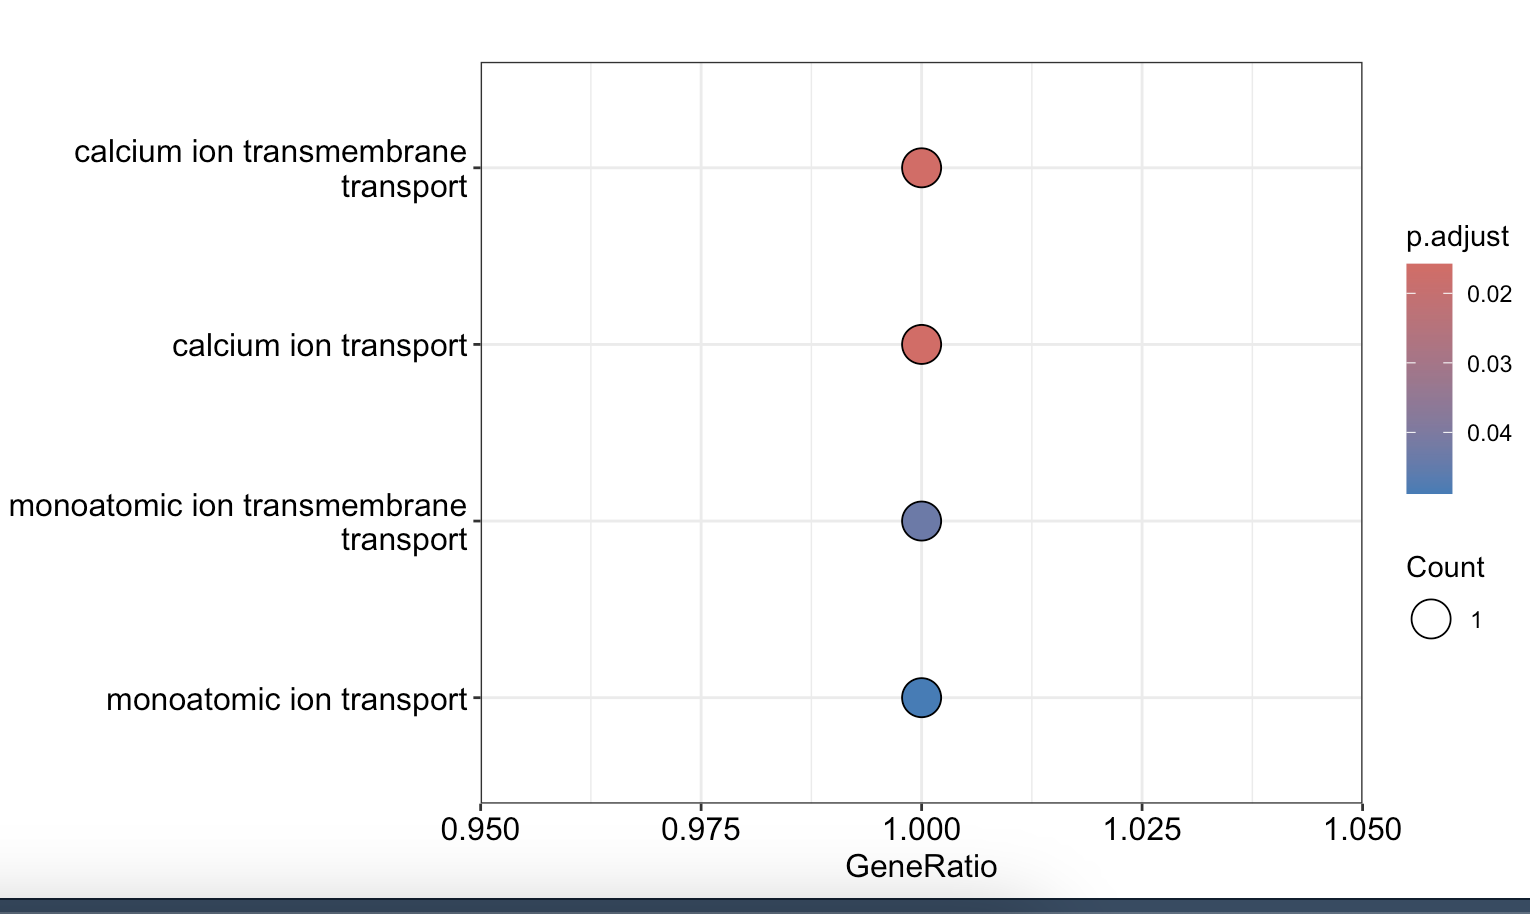 calcium ion transmembrane
transport
calcium ion transport
monoatomic ion transmembrane
transport
monoatomic ion transport
0.950 0.975 1.000 1.025 1.050
GeneRatio
p.adjust
0.02
0.03
0.04
Count
1